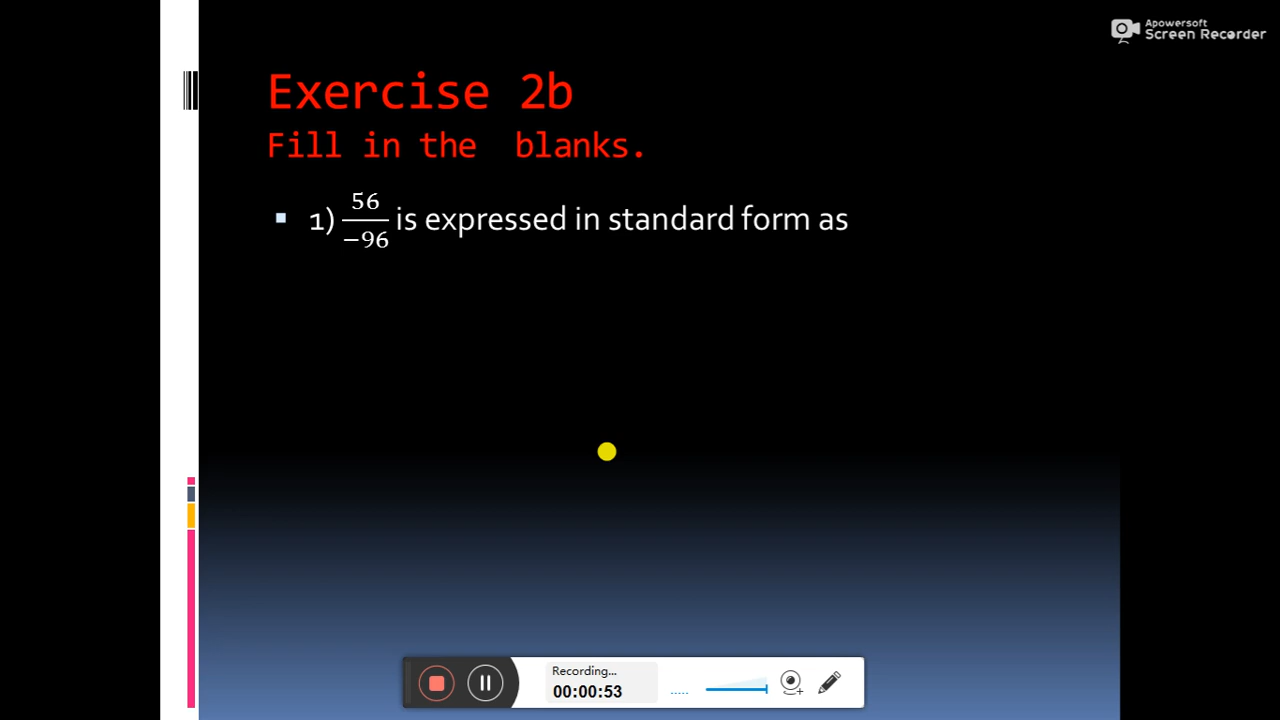 Apowersoft
Screen Recorder
Exercise 2b
Fill in the blanks.
1) 56/−96 is expressed in standard form as
Recording...
00:00:53